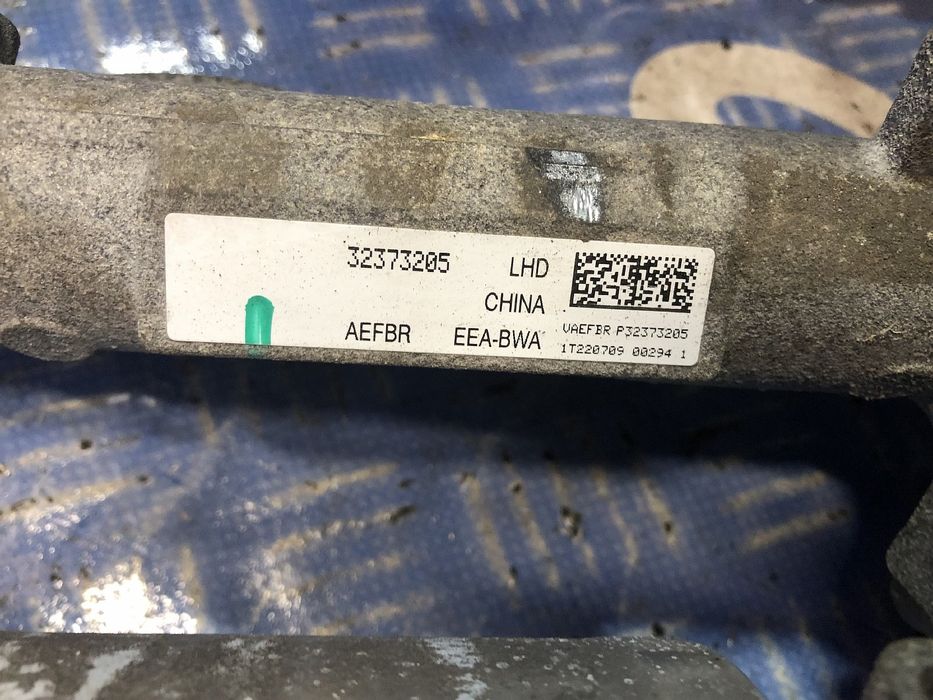 32373205 LHD
CHINA
AEFBR EEA-BWA
VAEFBR P32373205
1T220709 00294 1